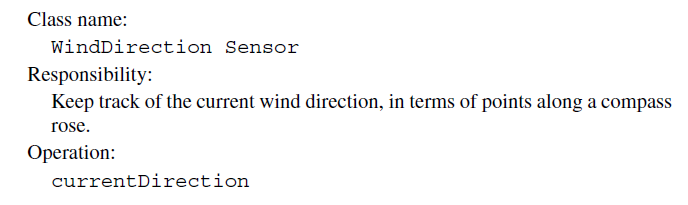 Class name:
WindDirection Sensor
Responsibility:
Keep track of the current wind direction, in terms of points along a compass
rose.
Operation:
currentDirection